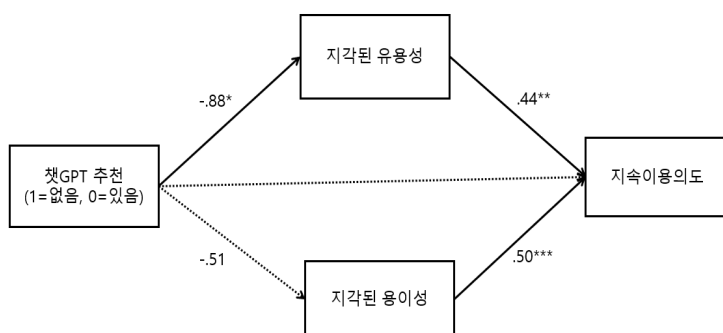 지각된 유용성
-.88*
.44**
챗GPT 추천
(1=없음, 0=있음)
지속이용의도
-.51
.50***
지각된 용이성